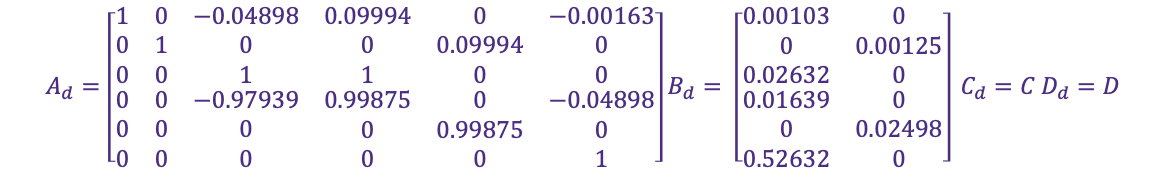 A_d = [1 0 −0.04898 0.09994 0 −0.00163; 0 1 0 0 0.09994 0; 0 0 1 1 0 0; 0 0 −0.97939 0.99875 0 −0.04898; 0 0 0 0 0.99875 0; 0 0 0 0 0 1] B_d = [0.00103 0; 0 0.00125; 0.02632 0; 0.01639 0; 0 0.02498; 0.52632 0] C_d = C D_d = D